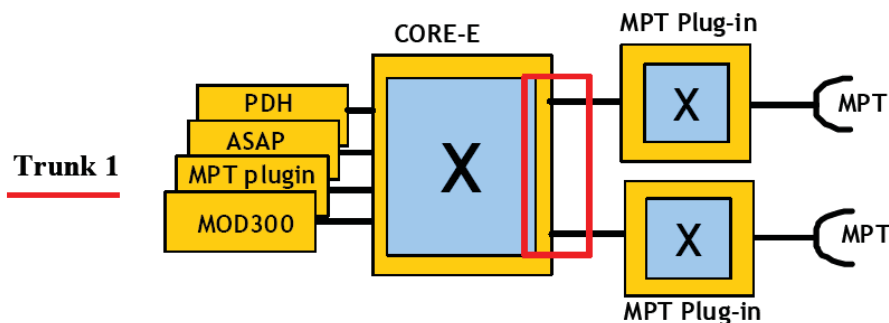 CORE-E
MPT Plug-in
PDH
ASAP
MPT plugin
MOD300
Trunk 1
X
X
MPT
X
MPT
MPT Plug-in